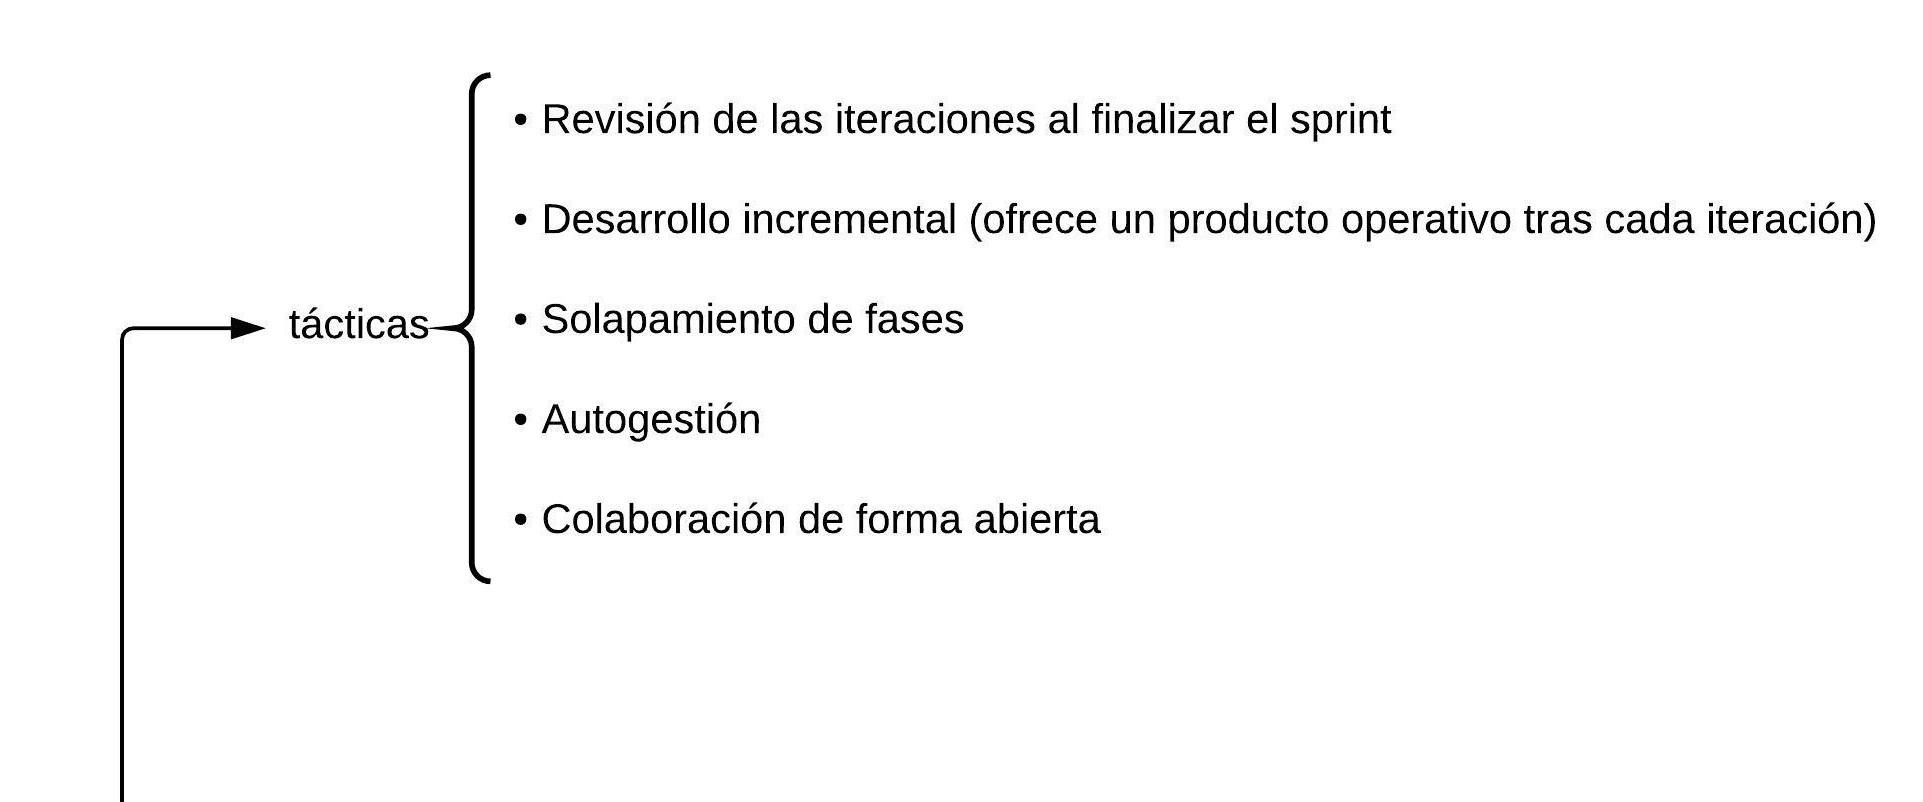 • Revisión de las iteraciones al finalizar el sprint
• Desarrollo incremental (ofrece un producto operativo tras cada iteración)
tácticas
• Solapamiento de fases
• Autogestión
• Colaboración de forma abierta